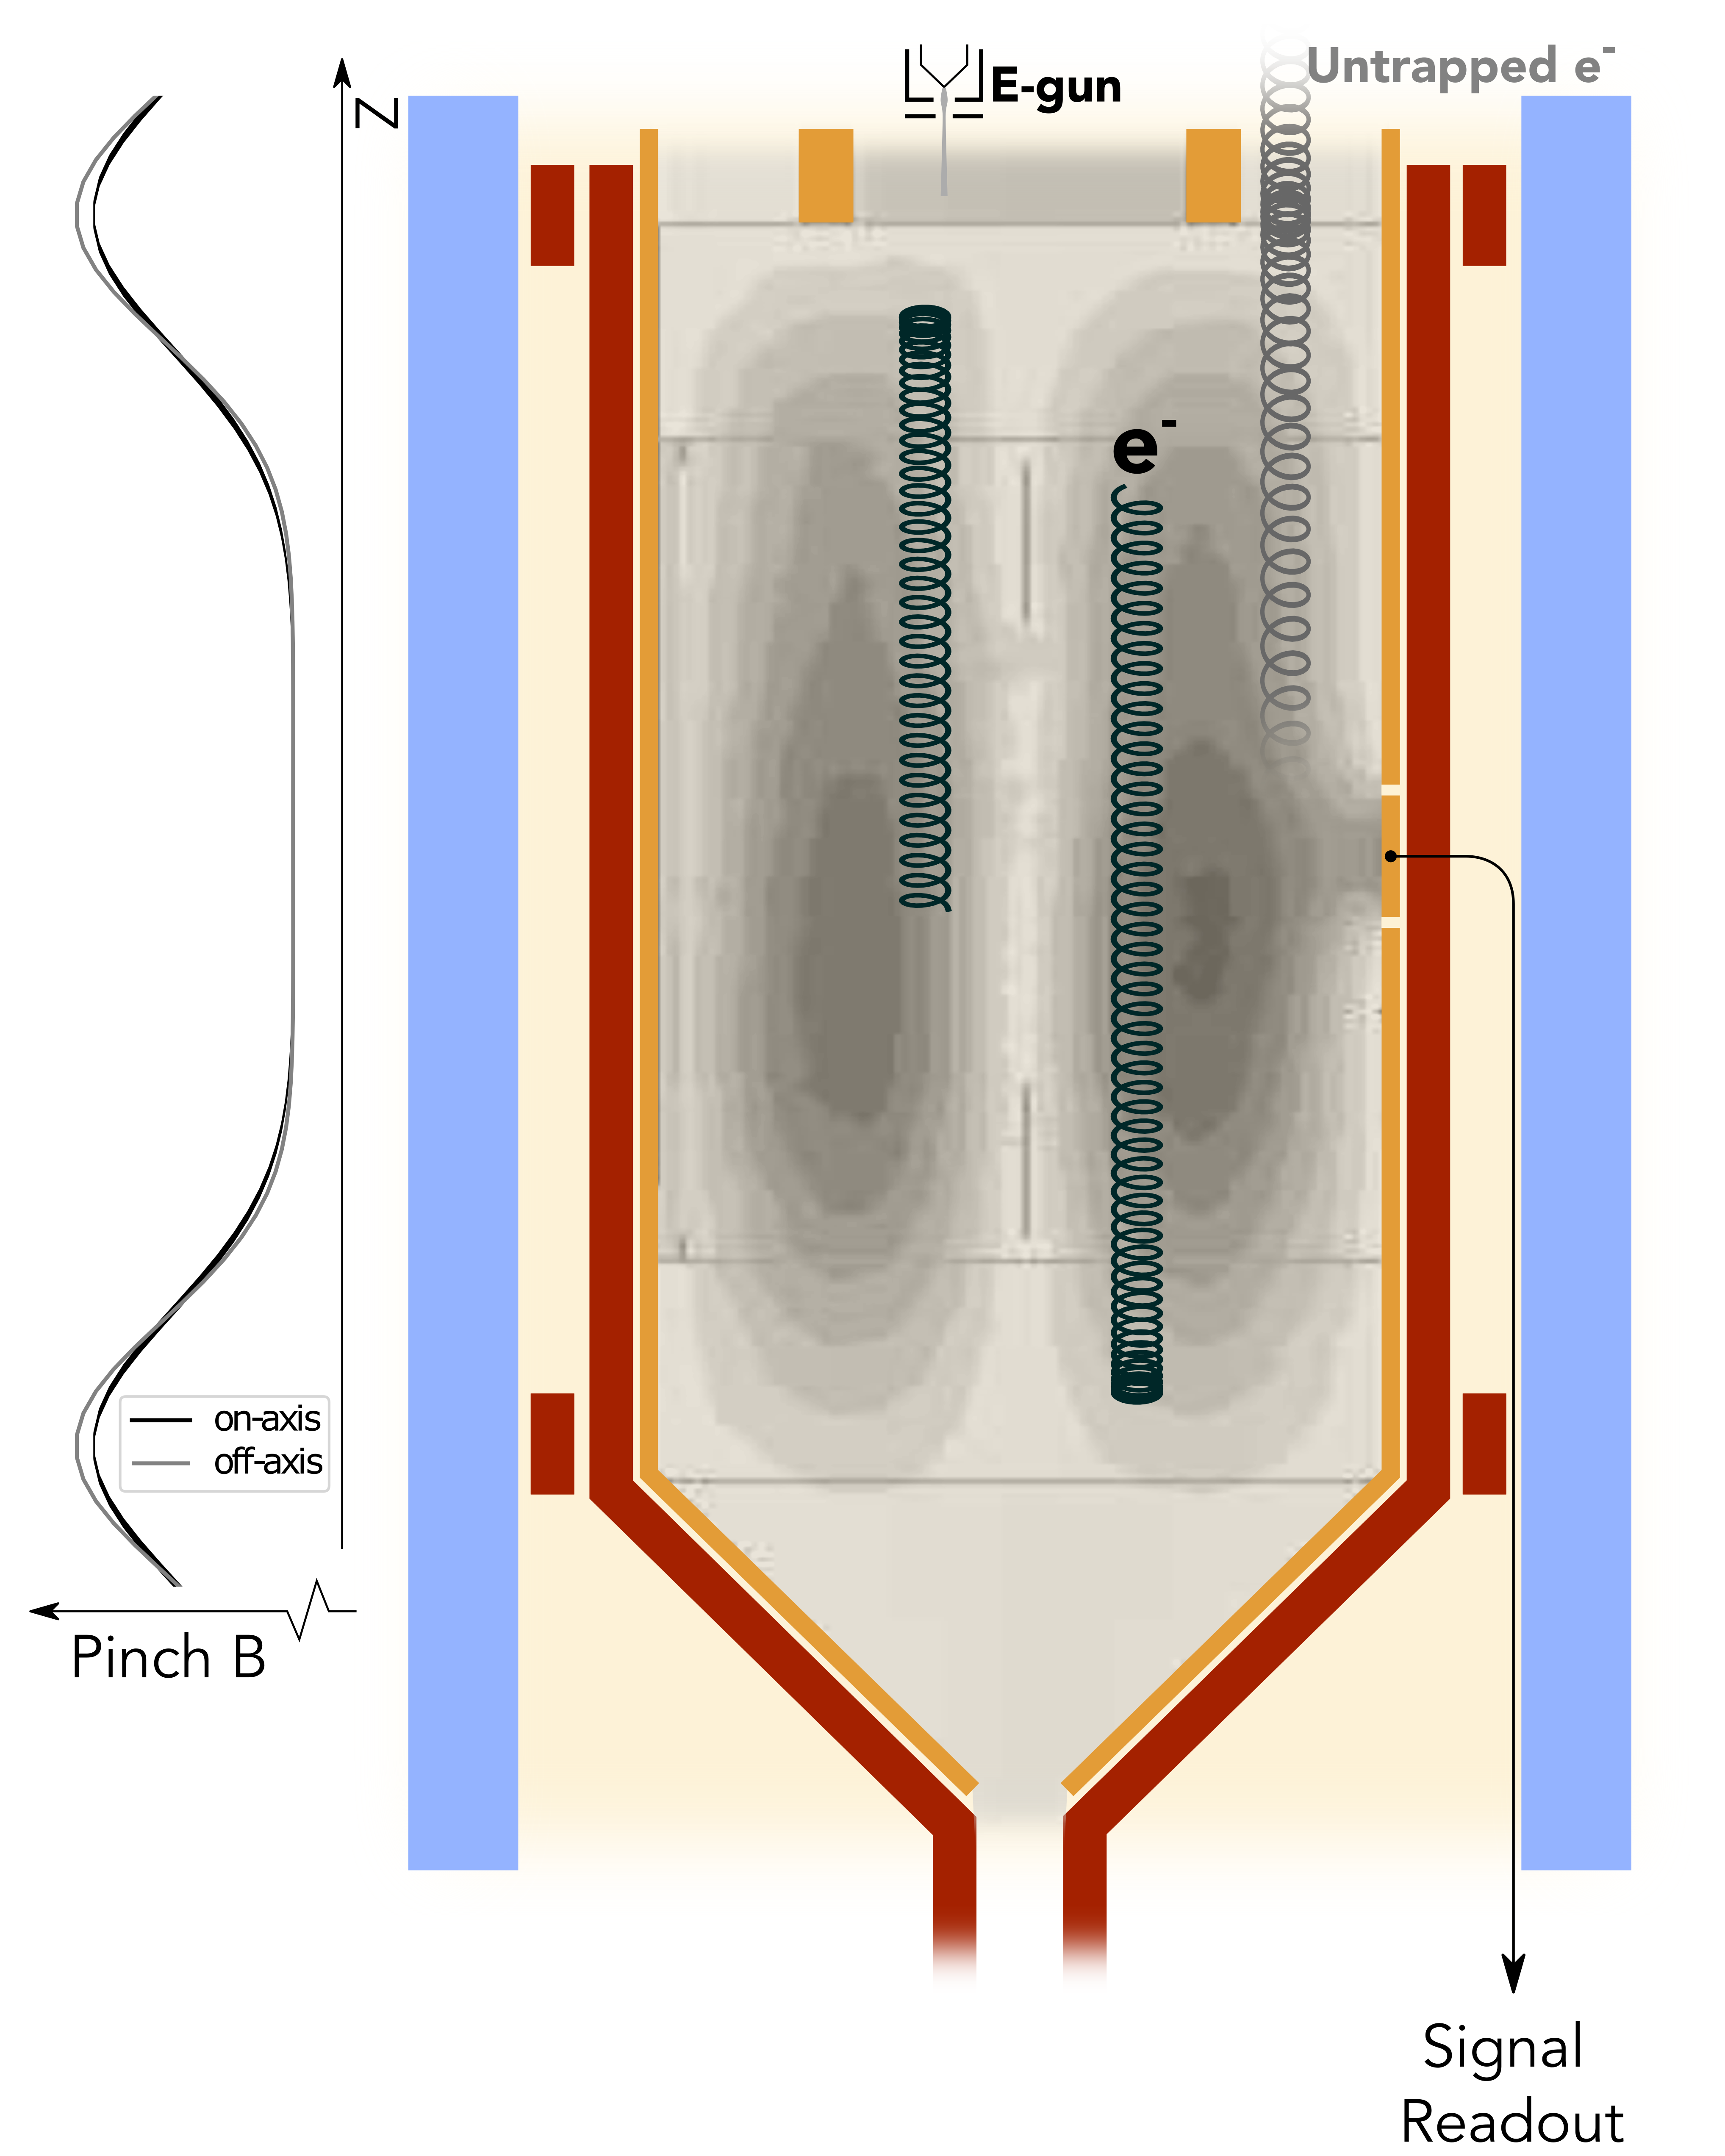 E-gun
Untrapped e⁻
Z
e⁻
on-axis
off-axis
Pinch B
Signal
Readout